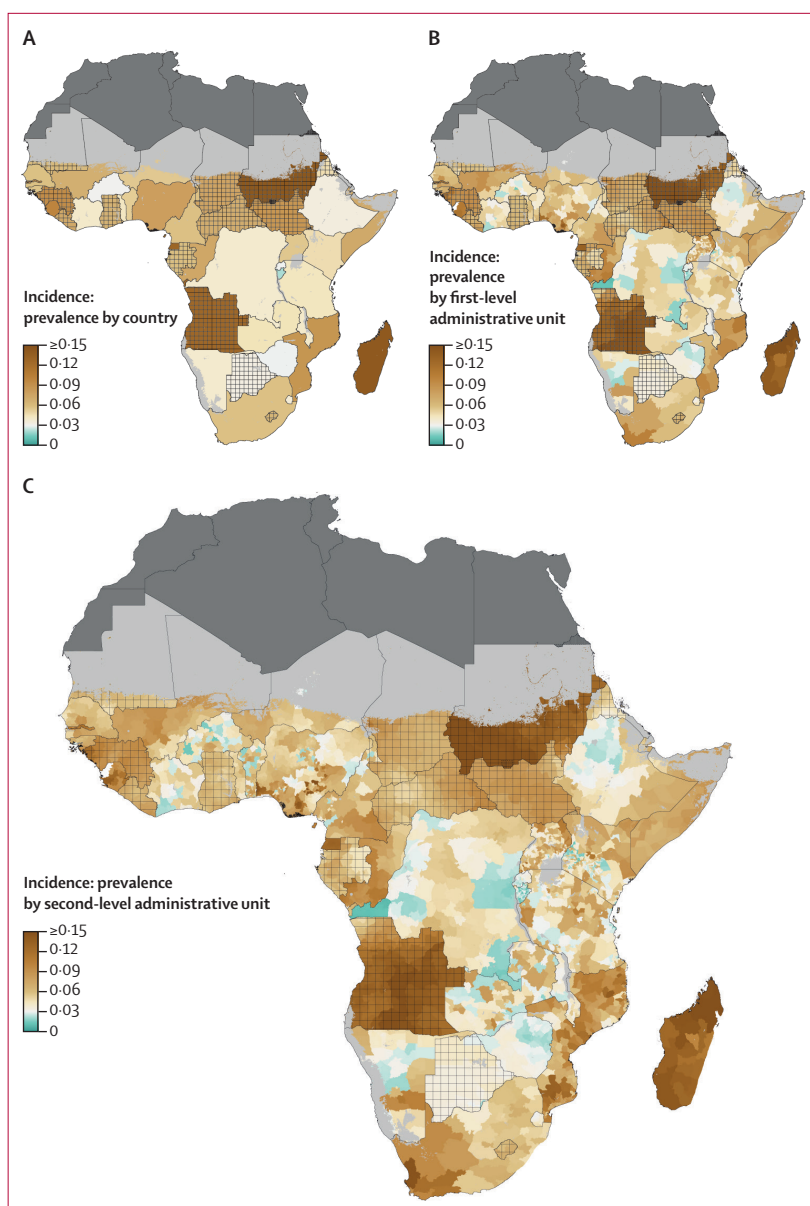 A
B
Incidence:
prevalence by country
≥0·15
0·12
0·09
0·06
0·03
0
Incidence:
prevalence
by first-level
administrative unit
≥0·15
0·12
0·09
0·06
0·03
0
C
Incidence: prevalence
by second-level administrative unit
≥0·15
0·12
0·09
0·06
0·03
0